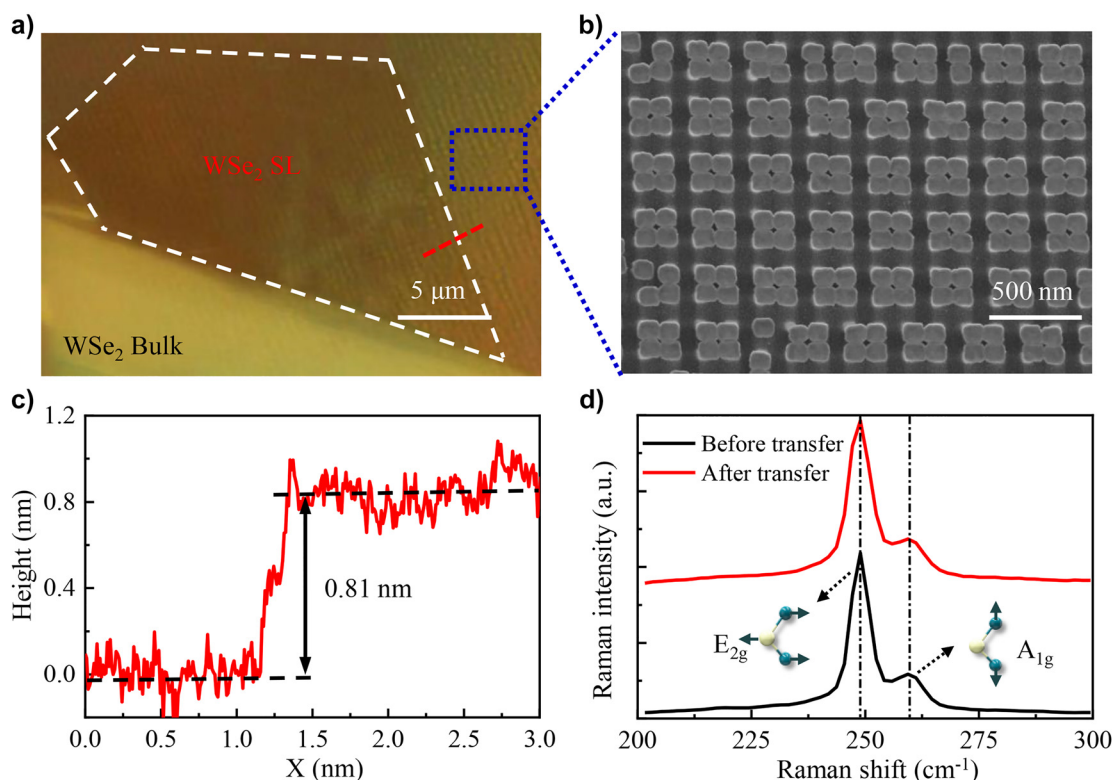 a)
WSe₂ SL
5 μm
WSe₂ Bulk
b)
500 nm
c)
1.2
0.8
0.4
0.0
Height (nm)
0.81 nm
0.0
0.5
1.0
1.5
2.0
2.5
3.0
X (nm)
d)
Before transfer
After transfer
Raman intensity (a.u.)
E₂g
A₁g
200
225
250
275
300
Raman shift (cm⁻¹)